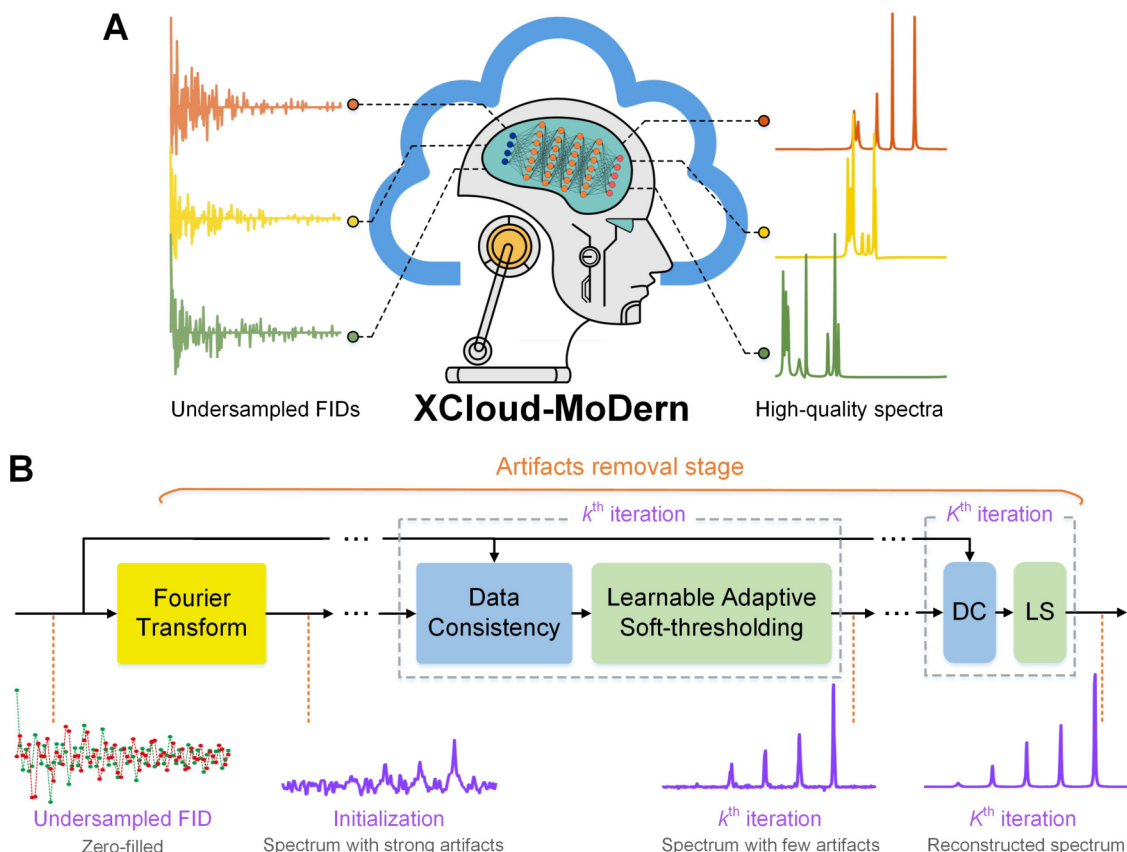 A
Undersampled FIDs
XCloud-MoDern
High-quality spectra
B
Artifacts removal stage
kᵗʰ iteration
Kᵗʰ iteration
...
...
Fourier
Transform
...
Data
Consistency
Learnable Adaptive
Soft-thresholding
...
DC
LS
Undersampled FID
Zero-filled
Initialization
Spectrum with strong artifacts
kᵗʰ iteration
Spectrum with few artifacts
Kᵗʰ iteration
Reconstructed spectrum